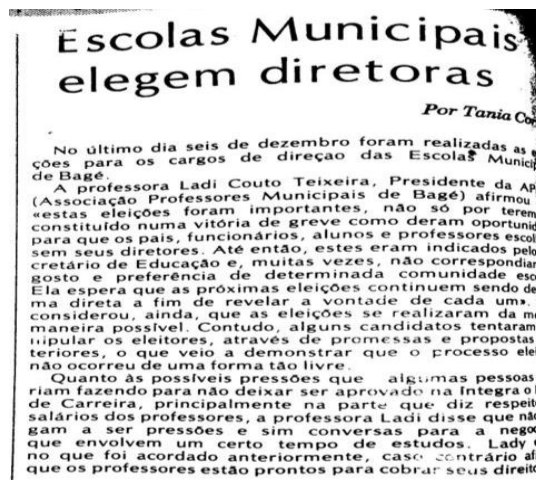 Escolas Municipais
elegem diretoras
Por Tania
No último dia seis de dezembro foram realizadas as
ções para os cargos de direçao das Escolas
de Bagé.
A professora Ladi Couto Teixeira, Presidente da
(Associação Professores Municipais de Bagé) afirmou
«estas eleições foram importantes, não só por terem
constituído numa vitória de greve como deram
para que os pais, funcionários, alunos e professores
sem seus diretores. Até então, estes eram indicados pelo
cretário de Educação e, muitas vezes, não
gosto e preferência de determinada comunidade
Ela espera que as próximas eleições continuem sendo de
ma direta a fim de revelar a vontade de cada um».
considerou, ainda, que as eleições se realizaram da
maneira possível. Contudo, alguns candidatos tentaram
nipular os eleitores, através de promessas e propostas
teriores, o que veio a demonstrar que o processo
não ocorreu de uma forma tão livre.
Quanto às possíveis pressões que algumas pessoas
riam fazendo para não deixar ser aprovado na íntegra o
de Carreira, principalmente na parte que diz
salários dos professores, a professora Ladi disse que
gam a ser pressões e sim conversas para a
que envolvem um certo tempo de estudos. Lady
no que foi acordado anteriormente, caso contrário
que os professores estão prontos para cobrar seus